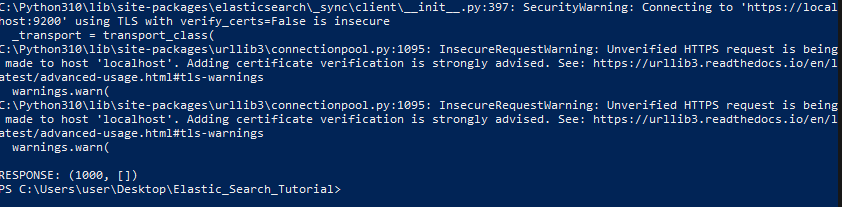 C:\Python310\lib\site-packages\elasticsearch\_sync\client\__init__.py:397: SecurityWarning: Connecting to 'https://local
host:9200' using TLS with verify_certs=False is insecure
  _transport = transport_class(
C:\Python310\lib\site-packages\urllib3\connectionpool.py:1095: InsecureRequestWarning: Unverified HTTPS request is being
 made to host 'localhost'. Adding certificate verification is strongly advised. See: https://urllib3.readthedocs.io/en/l
atest/advanced-usage.html#tls-warnings
  warnings.warn(
C:\Python310\lib\site-packages\urllib3\connectionpool.py:1095: InsecureRequestWarning: Unverified HTTPS request is being
 made to host 'localhost'. Adding certificate verification is strongly advised. See: https://urllib3.readthedocs.io/en/l
atest/advanced-usage.html#tls-warnings
  warnings.warn(
RESPONSE: (1000, [])
PS C:\Users\user\Desktop\Elastic_Search_Tutorial>